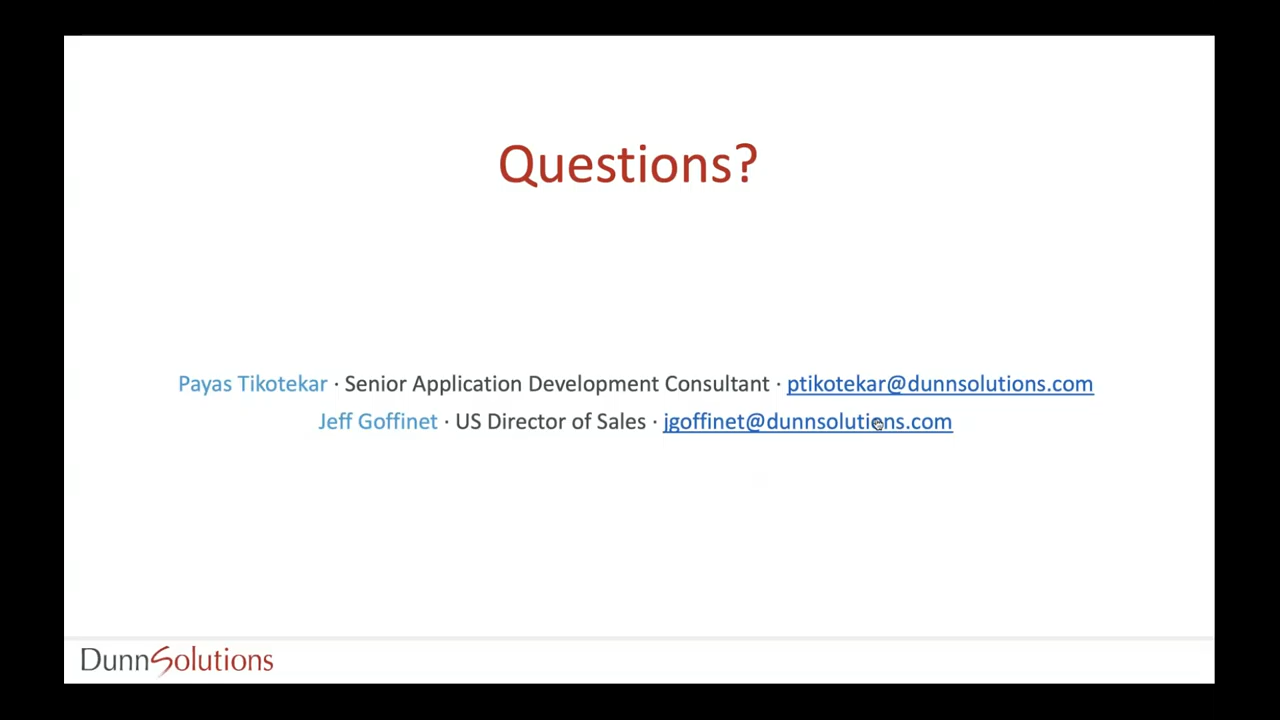 Questions?
Payas Tikotekar · Senior Application Development Consultant · ptikotekar@dunnsolutions.com
Jeff Goffinet · US Director of Sales · jgoffinet@dunnsolutions.com
DunnSolutions